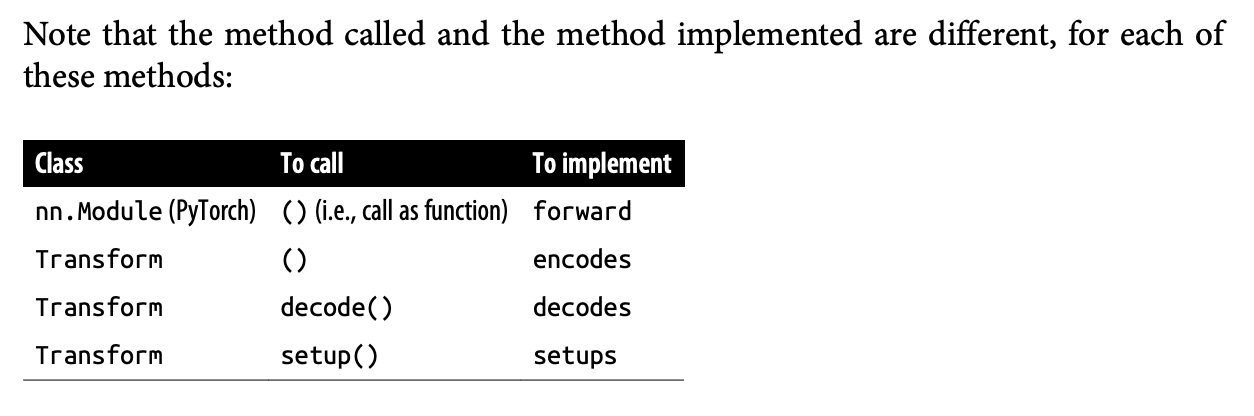 Note that the method called and the method implemented are different, for each of
these methods:
Class To call To implement
nn.Module (PyTorch) () (i.e., call as function) forward
Transform () encodes
Transform decode() decodes
Transform setup() setups